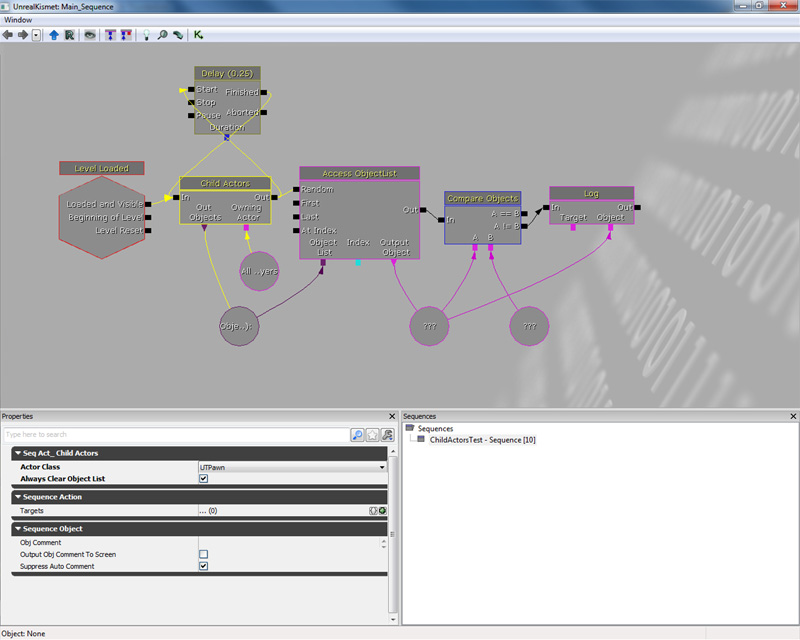 UnrealKismet: Main_Sequence
Window
Delay (0.25)
Start
Finished
Stop
Pause
Aborted
Duration
Level Loaded
Loaded and Visible
Beginning of Level
Level Reset
Child Actors
In
Out
Out Objects
Owning Actor
All ..yers
Obje..):
Access ObjectList
Random
First
Last
At Index
Out
Object List
Index
Output Object
Compare Objects
In
A == B
A != B
A
B
Log
In
Out
Target
Object
???
???
Properties
Type here to search
Seq Act_ Child Actors
Actor Class
UTPawn
Always Clear Object List
Sequence Action
Targets
... (0)
Sequence Object
Obj Comment
Output Obj Comment To Screen
Suppress Auto Comment
Sequences
Sequences
ChildActorsTest - Sequence [10]
Object: None